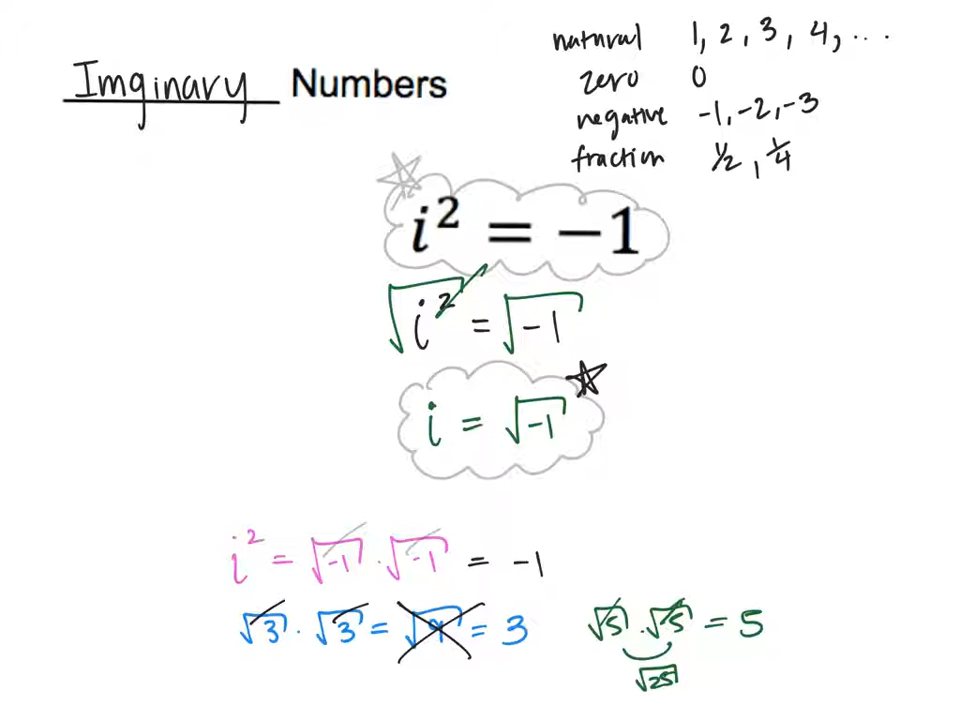 natural 1, 2, 3, 4, ...
Imginary Numbers
zero 0
negative -1, -2, -3
fraction 1/2, 1/4
i² = -1
√i² = √-1
i = √-1
i² = √-1 · √-1 = -1
√3 · √3 = √9 = 3
√5 · √5 = 5
√25